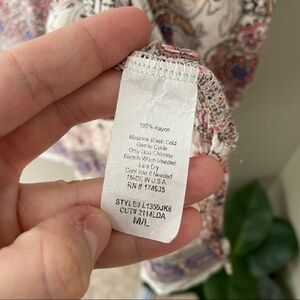 100% Rayon
Machine Wash Cold
Gentle Cycle
Only Non-Chlorine
Bleach When Needed
Line Dry
Cool Iron If Needed
MADE IN U.S.A.
RN # 174635
STYLE# L1355JK6
CUT# 2114LDA
M/L